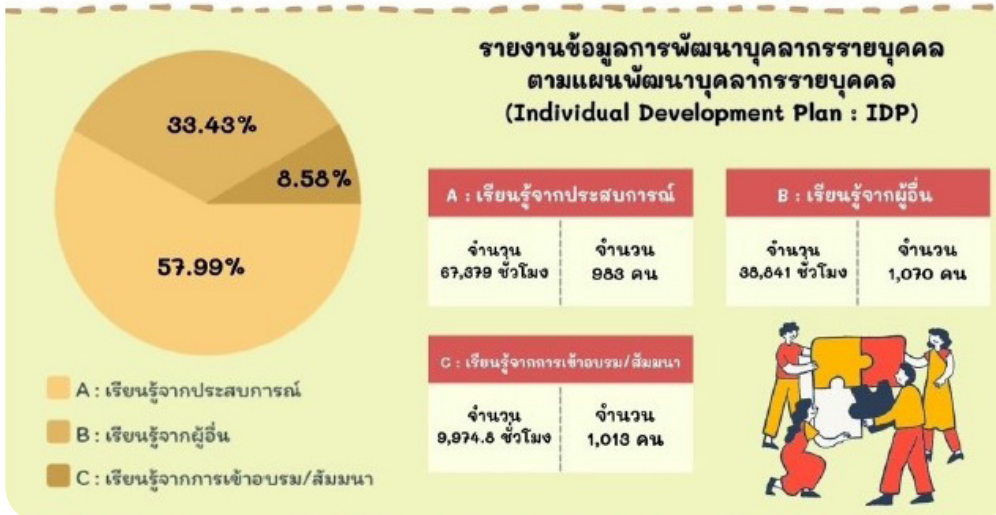 รายงานข้อมูลการพัฒนาบุคลากรรายบุคคล
ตามแผนพัฒนาบุคลากรรายบุคคล
(Individual Development Plan : IDP)
33.43%
8.58%
57.99%
A : เรียนรู้จากประสบการณ์
B : เรียนรู้จากผู้อื่น
C : เรียนรู้จากการเข้าอบรม/สัมมนา
A : เรียนรู้จากประสบการณ์
จำนวน
67,379 ชั่วโมง
จำนวน
983 คน
B : เรียนรู้จากผู้อื่น
จำนวน
38,841 ชั่วโมง
จำนวน
1,070 คน
C : เรียนรู้จากการเข้าอบรม/สัมมนา
จำนวน
9,974.8 ชั่วโมง
จำนวน
1,013 คน